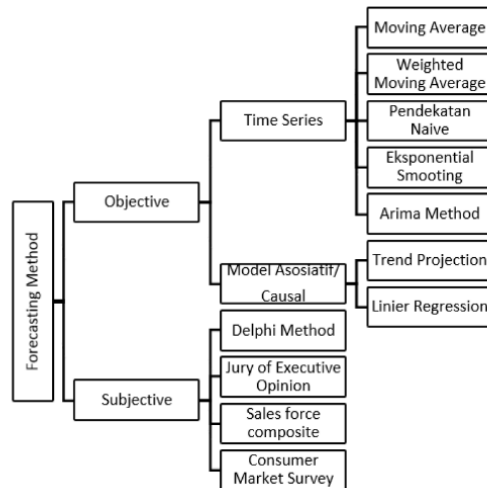 Forecasting Method
Objective
Time Series
Moving Average
Weighted
Moving Average
Pendekatan
Naive
Eksponential
Smooting
Arima Method
Model Asosiatif/
Causal
Trend Projection
Linier Regression
Subjective
Delphi Method
Jury of Executive
Opinion
Sales force
composite
Consumer
Market Survey